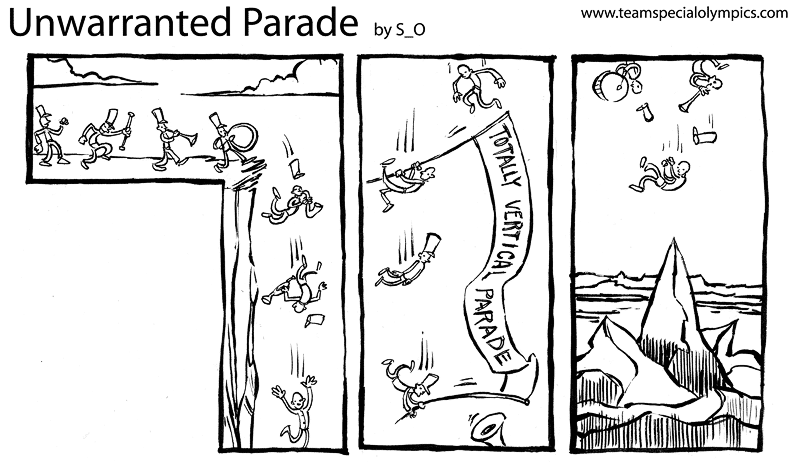 Unwarranted Parade by S_O
www.teamspecialolympics.com
TOTALLY VERTICAL PARADE